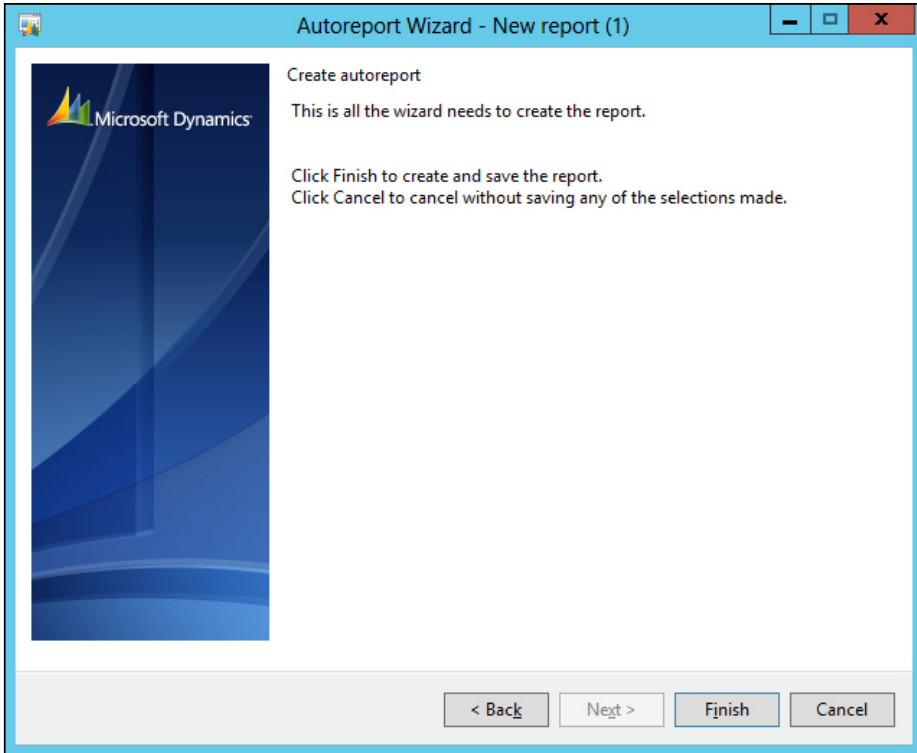 Autoreport Wizard - New report (1)
Microsoft Dynamics
Create autoreport
This is all the wizard needs to create the report.
Click Finish to create and save the report.
Click Cancel to cancel without saving any of the selections made.
< Back
Next >
Finish
Cancel